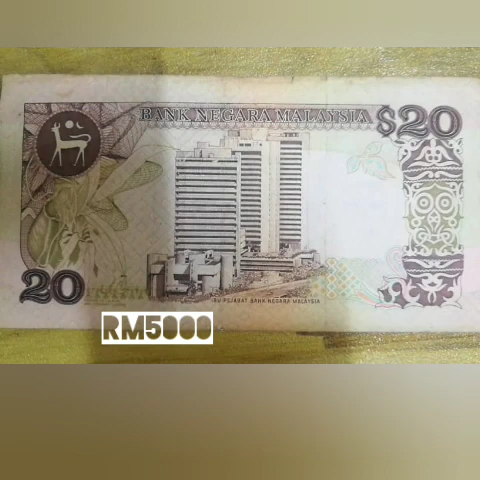 BANK NEGARA MALAYSIA $20
20
IBU PEJABAT BANK NEGARA MALAYSIA
RM5000